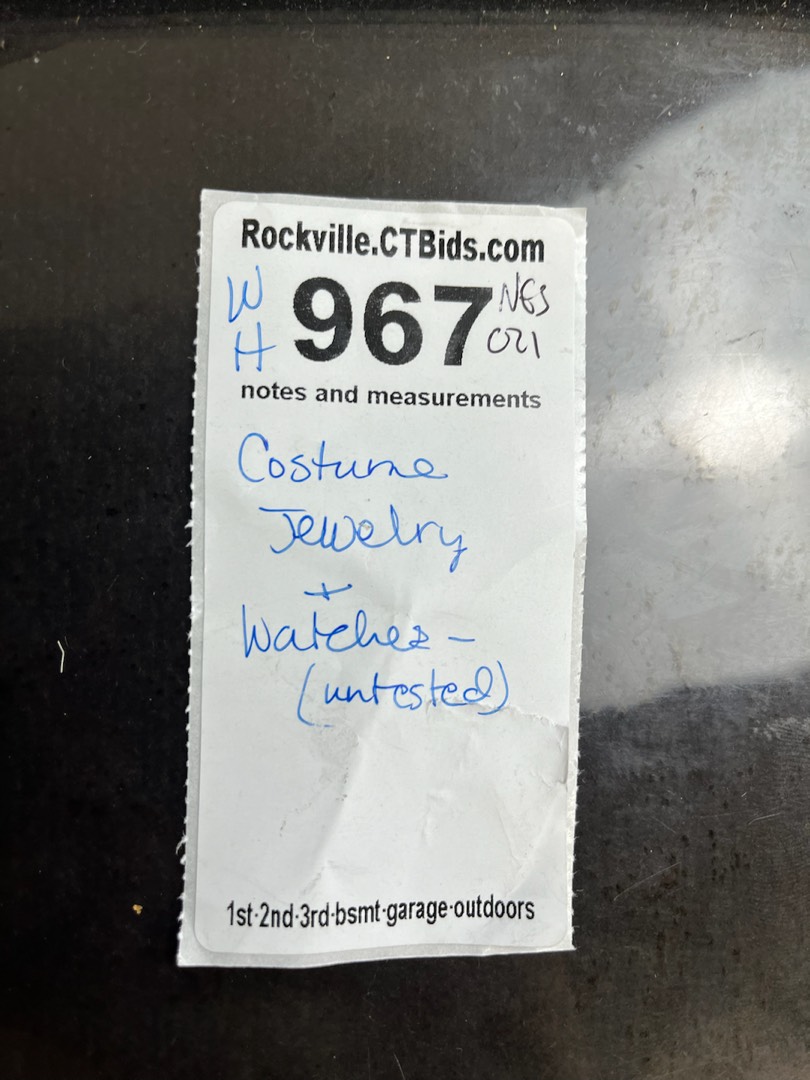 Rockville.CTBids.com
W 967 NES
H 021
notes and measurements
Costume
Jewelry
+
Watches -
(untested)
1st·2nd·3rd·bsmt·garage·outdoors